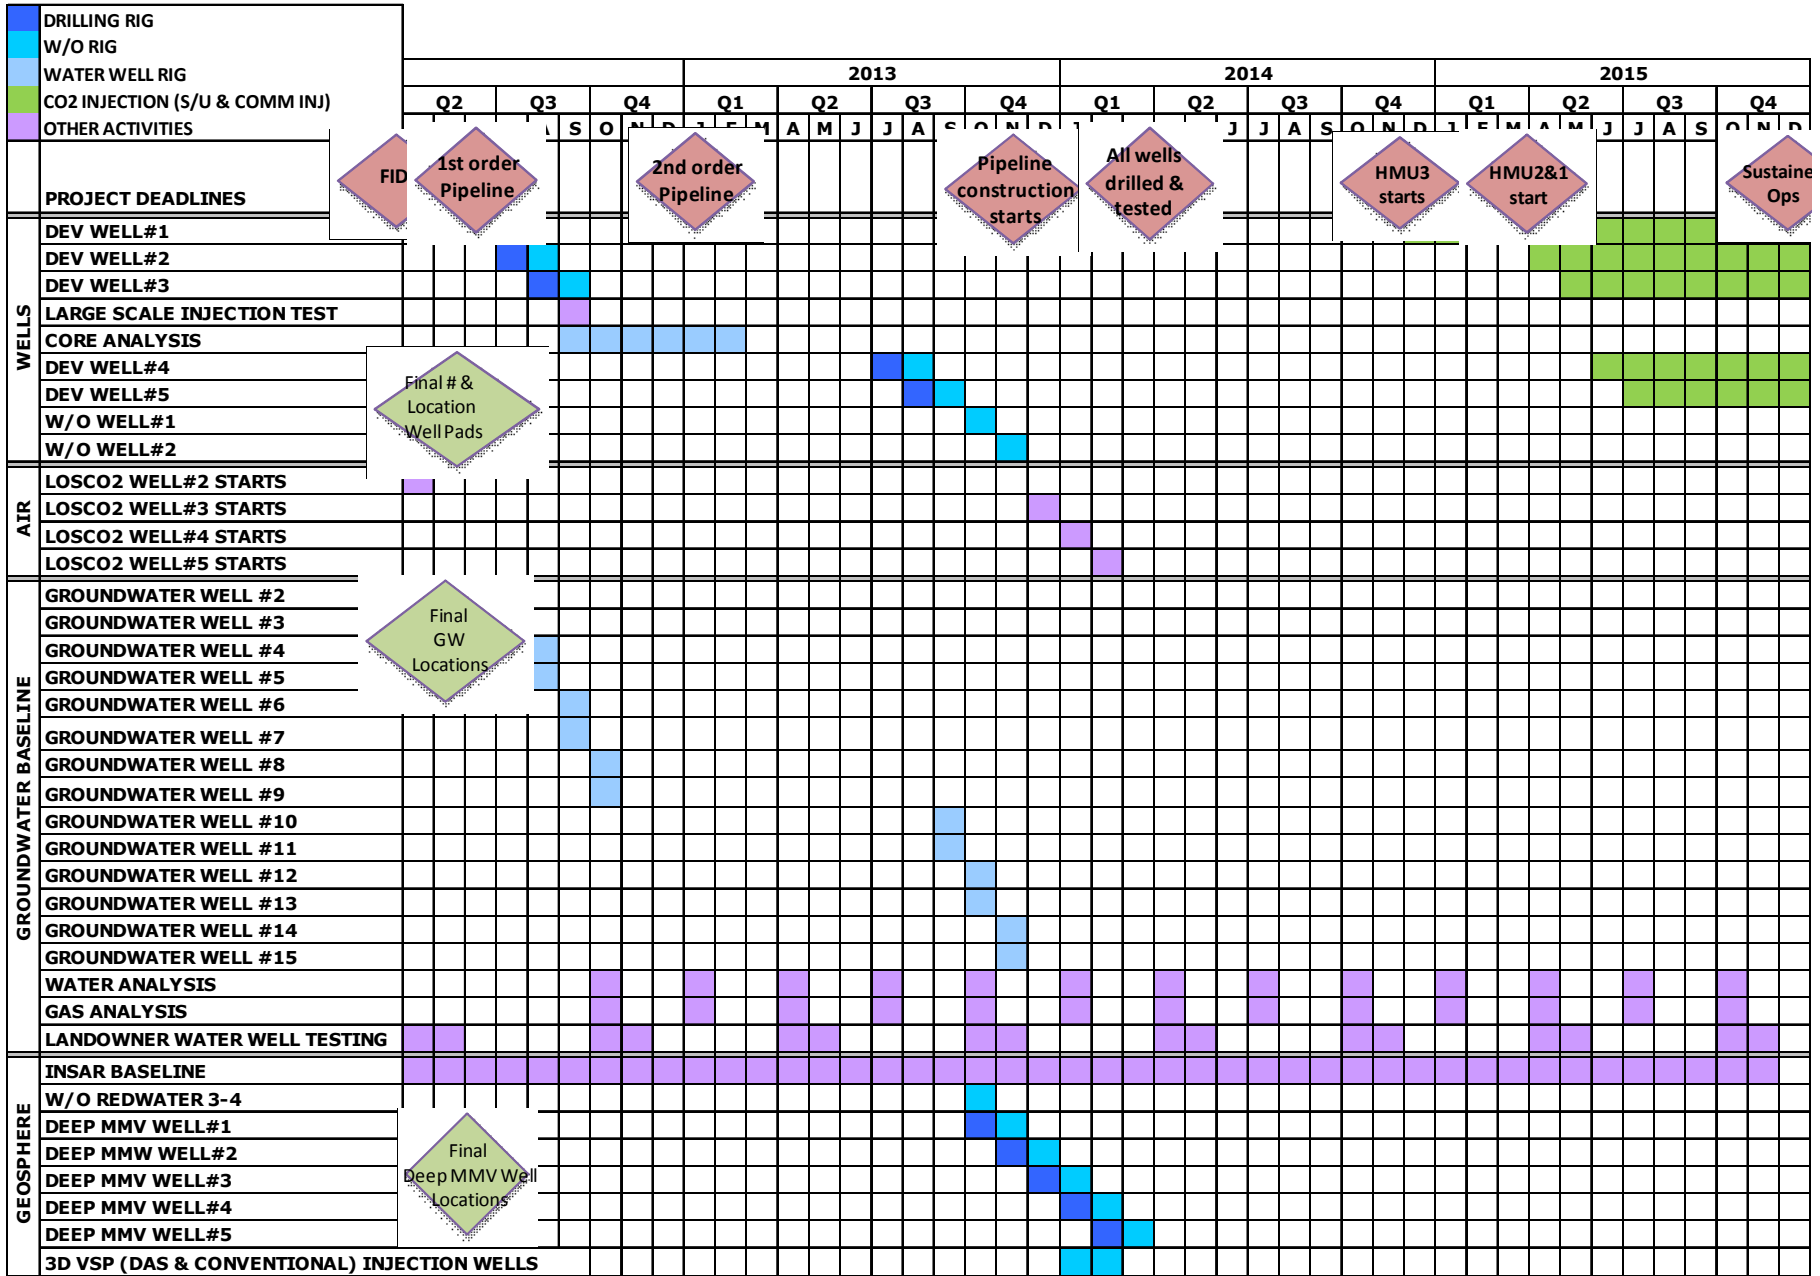 DRILLING RIG
W/O RIG
WATER WELL RIG
CO2 INJECTION (S/U & COMM INJ)
OTHER ACTIVITIES
2013 2014 2015
Q2 Q3 Q4 Q1 Q2 Q3 Q4 Q1 Q2 Q3 Q4 Q1 Q2 Q3 Q4
S O N D J F M A M J J A S O N D J J A S O N D J F M A M J J A S O N D
PROJECT DEADLINES
FID
1st order
Pipeline
2nd order
Pipeline
Pipeline
construction
starts
All wells
drilled &
tested
HMU3
starts
HMU2&1
start
Sustaine
Ops
WELLS
DEV WELL#1
DEV WELL#2
DEV WELL#3
LARGE SCALE INJECTION TEST
CORE ANALYSIS
DEV WELL#4
DEV WELL#5
W/O WELL#1
W/O WELL#2
Final # &
Location
Well Pads
AIR
LOSCO2 WELL#2 STARTS
LOSCO2 WELL#3 STARTS
LOSCO2 WELL#4 STARTS
LOSCO2 WELL#5 STARTS
GROUNDWATER BASELINE
GROUNDWATER WELL #2
GROUNDWATER WELL #3
GROUNDWATER WELL #4
GROUNDWATER WELL #5
GROUNDWATER WELL #6
GROUNDWATER WELL #7
GROUNDWATER WELL #8
GROUNDWATER WELL #9
GROUNDWATER WELL #10
GROUNDWATER WELL #11
GROUNDWATER WELL #12
GROUNDWATER WELL #13
GROUNDWATER WELL #14
GROUNDWATER WELL #15
WATER ANALYSIS
GAS ANALYSIS
LANDOWNER WATER WELL TESTING
Final
GW
Locations
GEOSPHERE
INSAR BASELINE
W/O REDWATER 3-4
DEEP MMV WELL#1
DEEP MMW WELL#2
DEEP MMV WELL#3
DEEP MMV WELL#4
DEEP MMV WELL#5
3D VSP (DAS & CONVENTIONAL) INJECTION WELLS
Final
Deep MMV Well
Locations